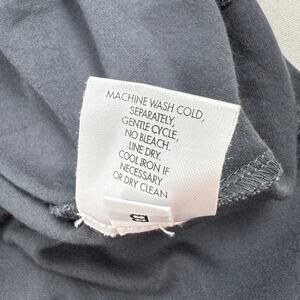 MACHINE WASH COLD,
SEPARATELY,
GENTLE CYCLE,
NO BLEACH.
LINE DRY.
COOL IRON IF
NECESSARY
OR DRY CLEAN